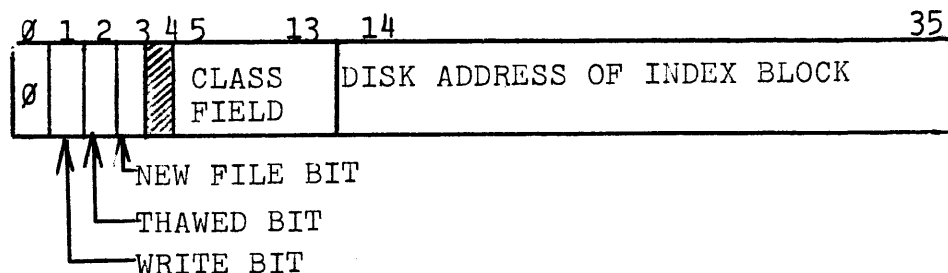 Ø 1 2 3 4 5 13 14 35
Ø CLASS DISK ADDRESS OF INDEX BLOCK
FIELD
NEW FILE BIT
THAWED BIT
WRITE BIT